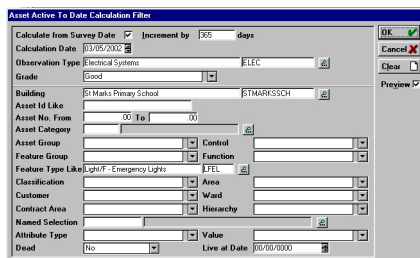 Asset Active To Date Calculation Filter
Calculate from Survey Date Increment by 365 days
Calculation Date 03/05/2002
Observation Type Electrical Systems ELEC
Grade Good
Building St Marks Primary School STMARKSSCH
Asset Id Like
Asset No. From .00 To .00
Asset Category
Asset Group Control
Feature Group Function
Feature Type Like Light/F - Emergency Lights LFEL
Classification Area
Customer Ward
Contract Area Hierarchy
Named Selection
Attribute Type Value
Dead No Live at Date 00/00/0000
OK
Cancel
Clear
Preview